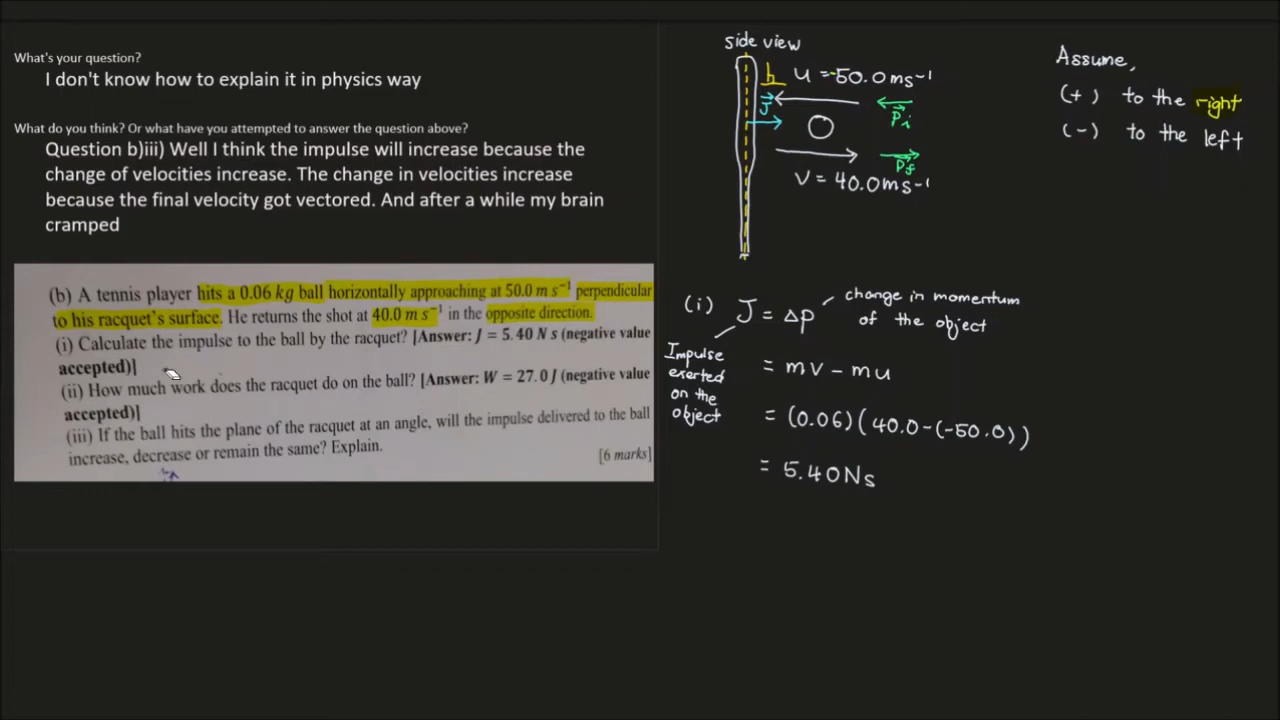 What's your question?
I don't know how to explain it in physics way
What do you think? Or what have you attempted to answer the question above?
Question b)iii) Well I think the impulse will increase because the
change of velocities increase. The change in velocities increase
because the final velocity got vectored. And after a while my brain
cramped
(b) A tennis player hits a 0.06 kg ball horizontally approaching at 50.0 m s⁻¹ perpendicular
to his racquet's surface. He returns the shot at 40.0 m s⁻¹ in the opposite direction.
(i) Calculate the impulse to the ball by the racquet? [Answer: J = 5.40 N s (negative value
accepted)]
(ii) How much work does the racquet do on the ball? [Answer: W = 27.0 J (negative value
accepted)]
(iii) If the ball hits the plane of the racquet at an angle, will the impulse delivered to the ball
increase, decrease or remain the same? Explain.
[6 marks]
side view
h
u = -50.0ms⁻¹
J
Pi
Pf
v = 40.0ms⁻¹
Assume,
(+) to the right
(-) to the left
(i) J = Δp
change in momentum
of the object
Impulse
exerted
on the
object
= mv - mu
= (0.06)(40.0-(-50.0))
= 5.40Ns